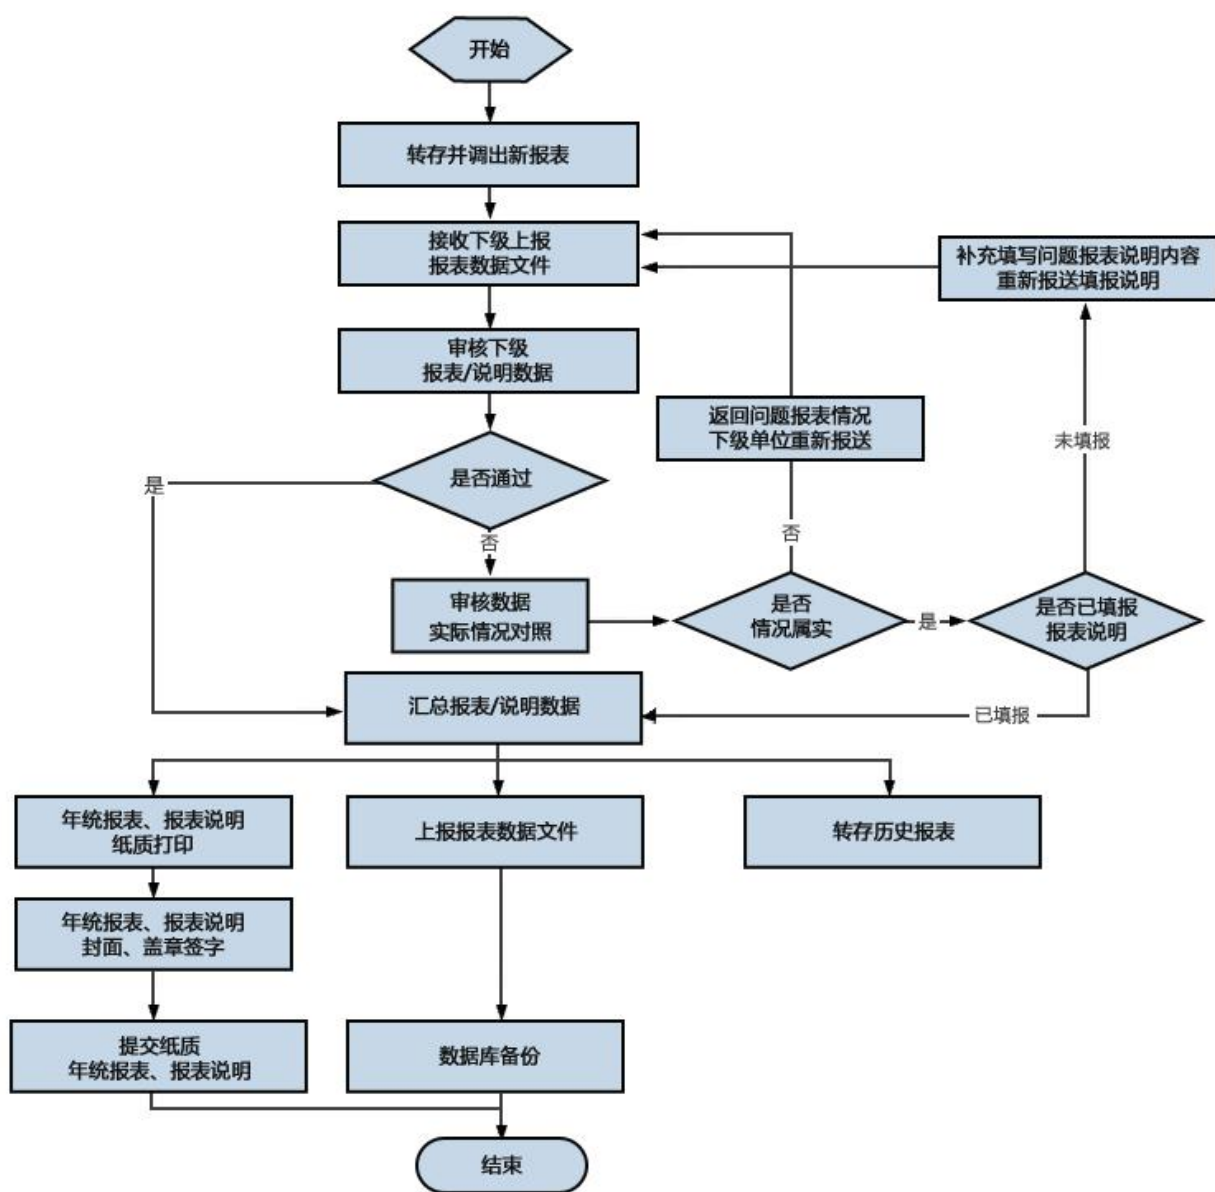 开始
转存并调出新报表
接收下级上报
报表数据文件
补充填写问题报表说明内容
重新报送填报说明
审核下级
报表/说明数据
返回问题报表情况
下级单位重新报送
未填报
是否通过
是
否
否
审核数据
实际情况对照
是否
情况属实
是
是否已填报
报表说明
汇总报表/说明数据
已填报
年统报表、报表说明
纸质打印
上报报表数据文件
转存历史报表
年统报表、报表说明
封面、盖章签字
提交纸质
年统报表、报表说明
数据库备份
结束